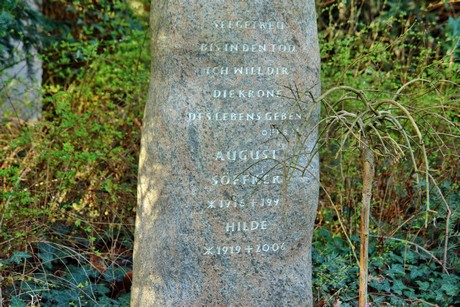 SEI GETREU
BIS IN DEN TOD
ICH WILL DIR
DIE KRONE
DES LEBENS GEBEN
AUGUST
HILDE
* 1919 + 2006